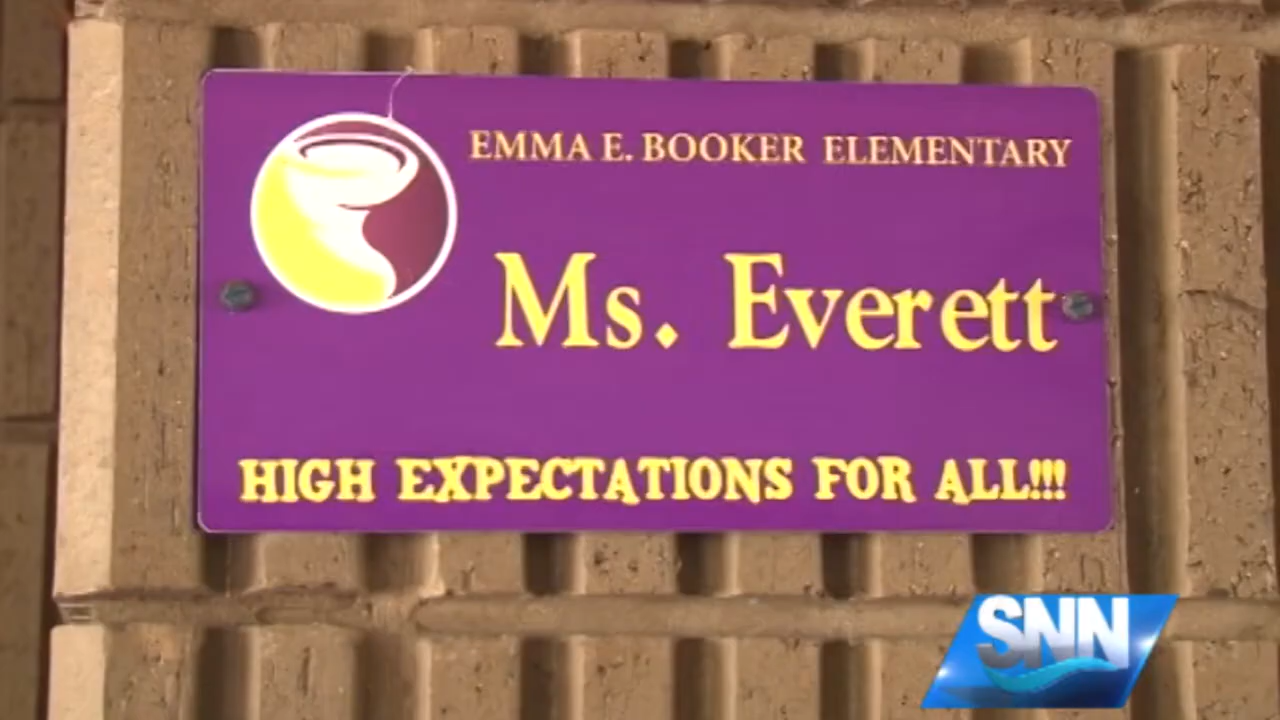 EMMA E. BOOKER ELEMENTARY
Ms. Everett
HIGH EXPECTATIONS FOR ALL!!!
SNN